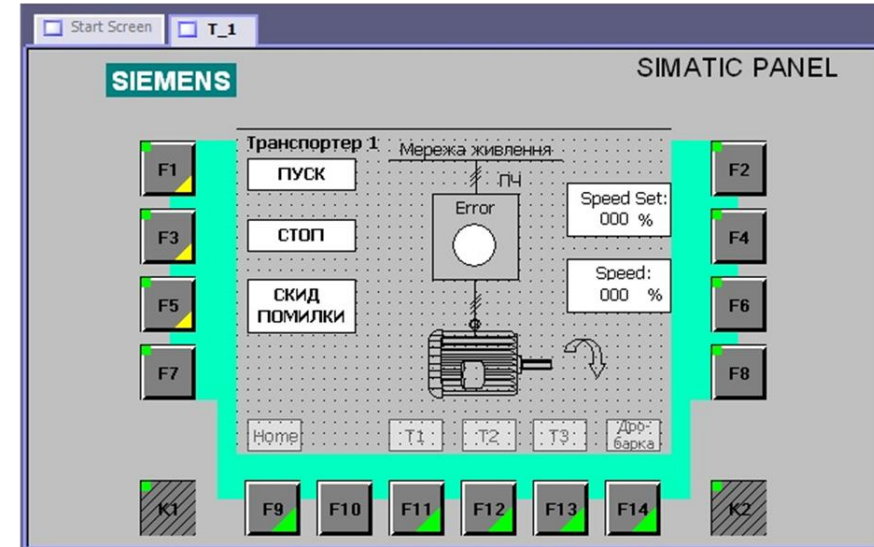 Start Screen
T_1
SIEMENS
SIMATIC PANEL
Транспортер 1
Мережа живлення
F1
ПУСК
ПЧ
F2
Error
Speed Set:
000 %
F3
СТОП
F4
Speed:
000 %
F5
СКИД
ПОМИЛКИ
F6
F7
F8
Home
T1
T2
T3
Дро-
барка
K1
F9
F10
F11
F12
F13
F14
K2